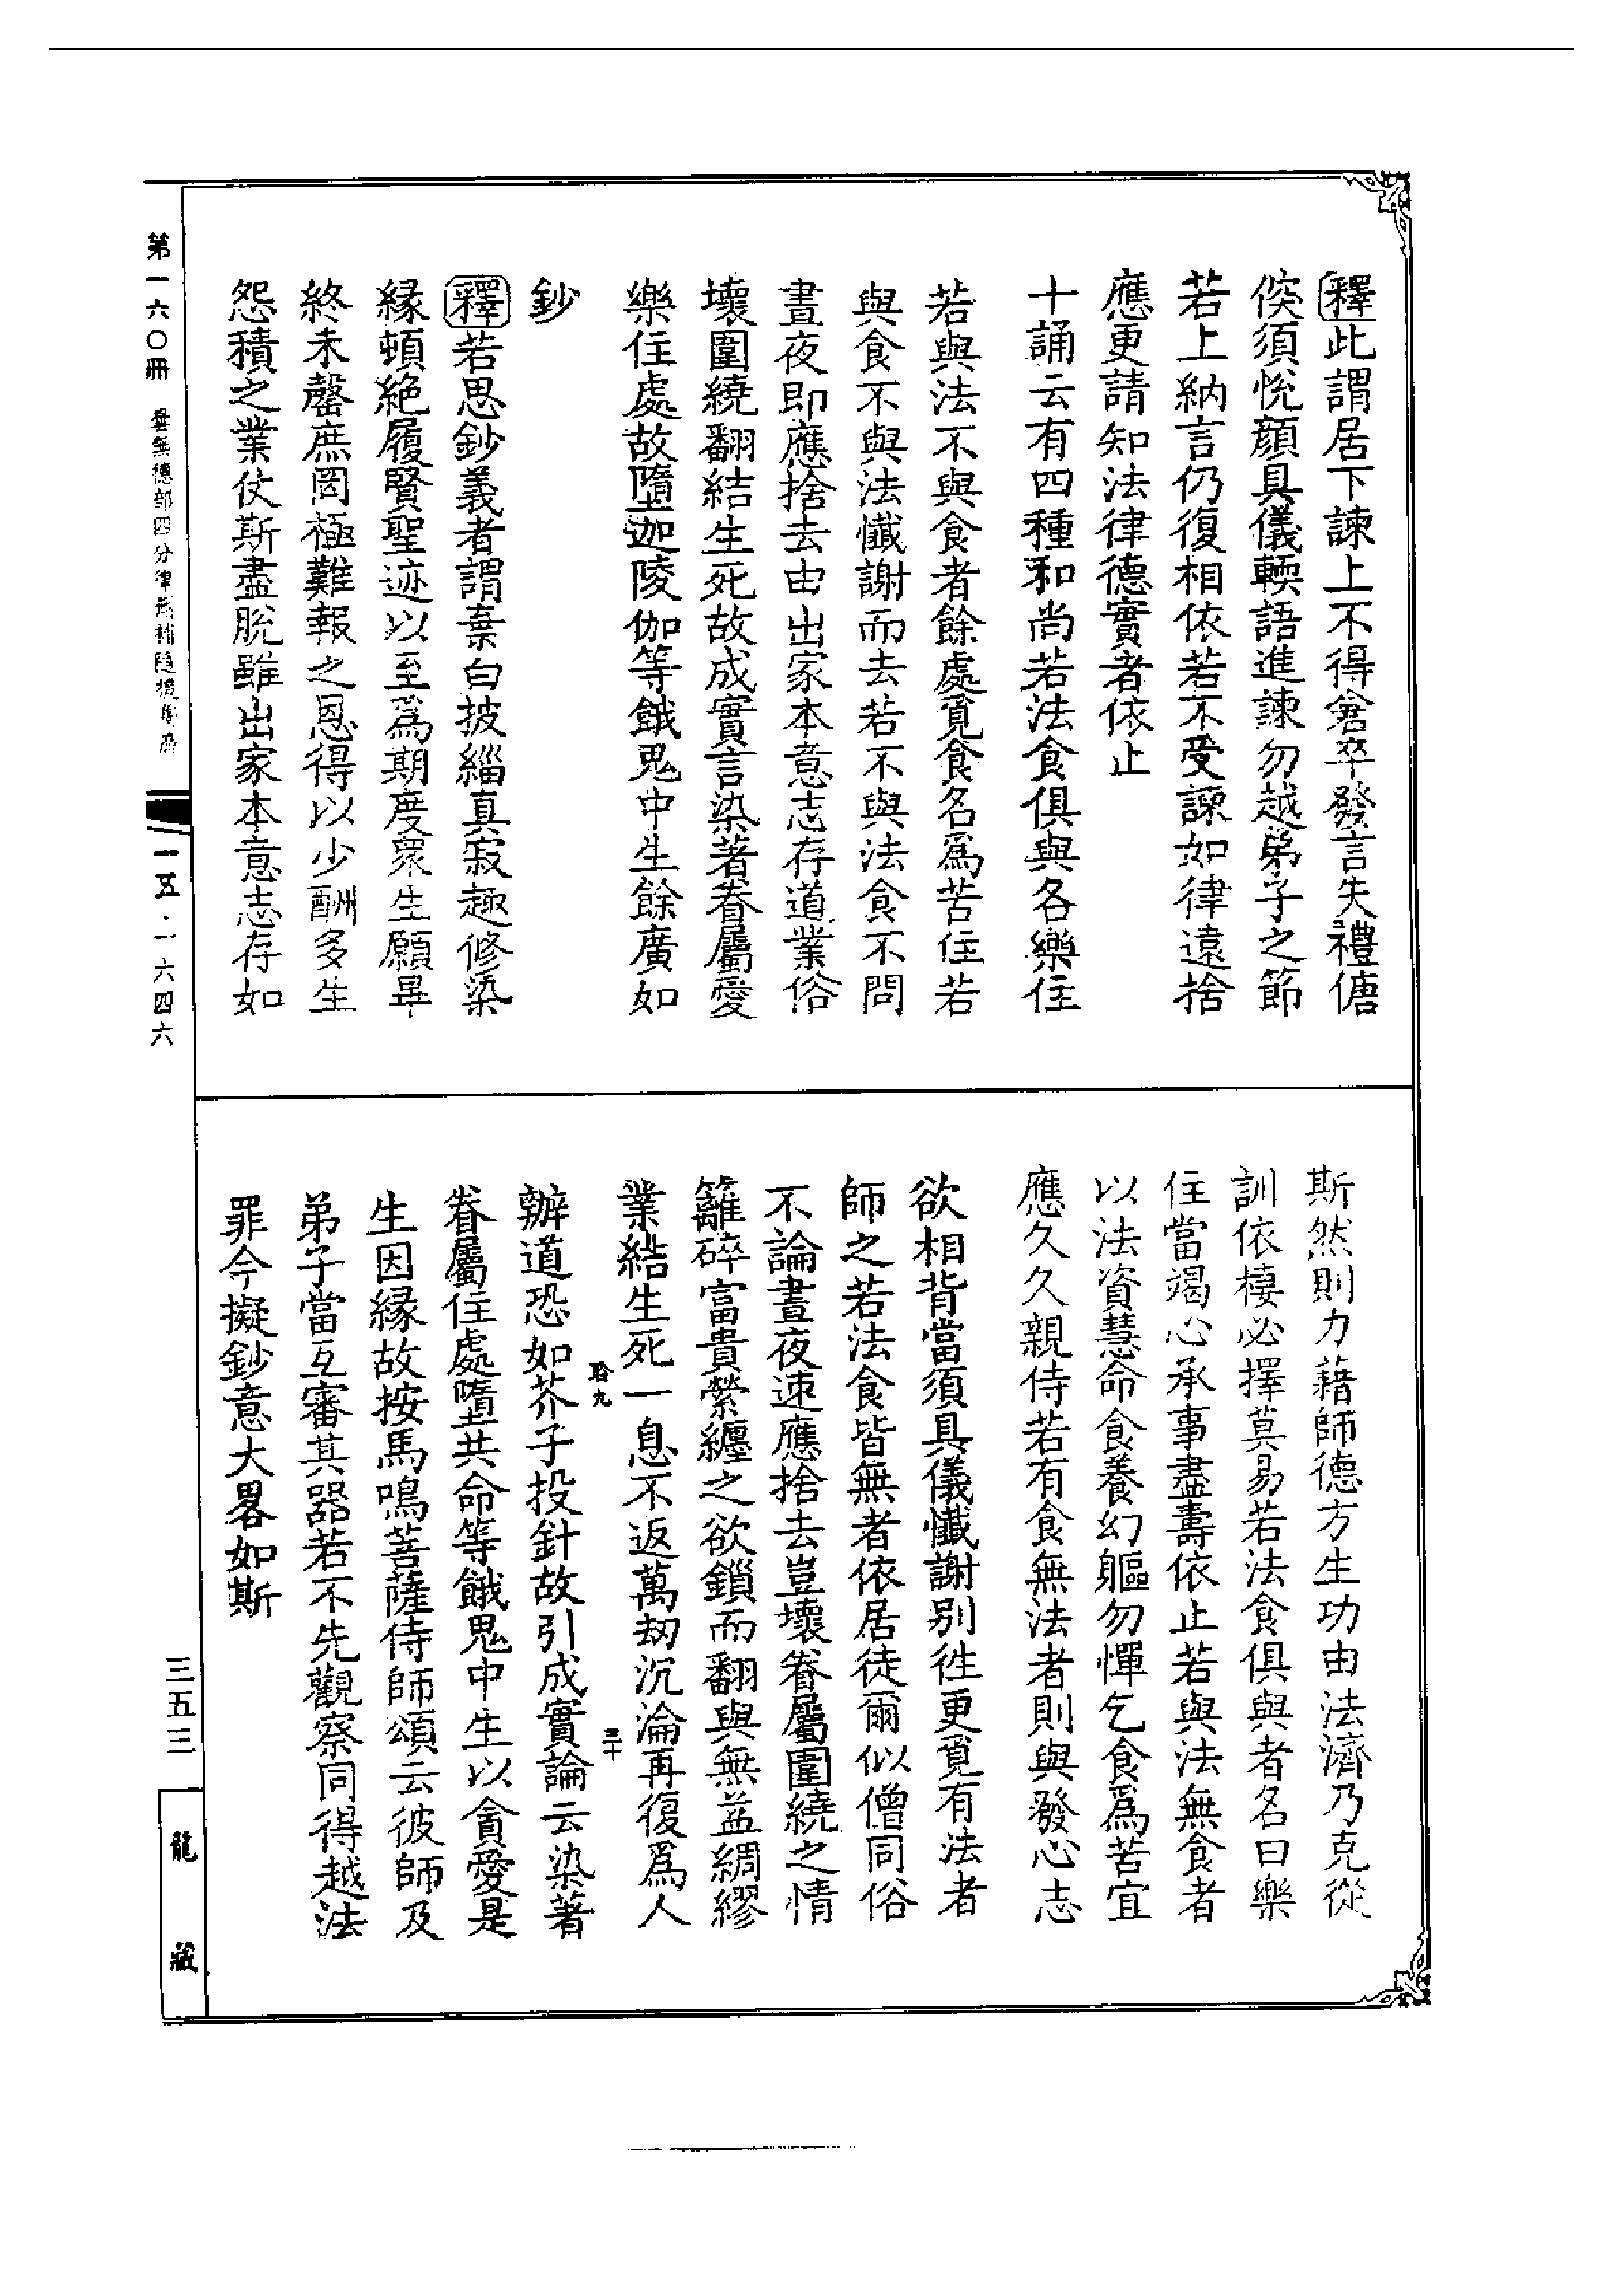 釋此謂居下諫上不得倉卒發言失禮傏
倐須悅顏具儀輭語進諫勿越弟子之節
若上納言仍復相依若不受諫如律遠捨
應更請知法律德實者依止
十誦云有四種和尚若法食俱與各樂住
若與法不與食者餘處覓食名爲苦住若
與食不與法懺謝而去若不與法食不問
晝夜即應捨去由出家本意志存道業俗
壞圍繞翻結生死故成實言染著眷屬愛
樂住處故墮迦陵伽等餓鬼中生餘廣如
鈔
釋若思鈔義者謂棄白披緇真寂趣修染
緣頓絶履賢聖迹以至爲期度衆生願畢
終未罄庶罔極難報之恩得以少酬多生
怨積之業仗斯盡脫雖出家本意志存如
斯然則力藉師德方生功由法濟乃克從
訓依棲必擇莫易若法食俱與者名曰樂
住當竭心承事盡壽依止若與法無食者
以法資慧命食養幻軀勿憚乞食爲苦宜
應久久親侍若有食無法者則與發心志
欲相背當須具儀懺謝别徃更覓有法者
師之若法食皆無者依居徒爾似僧同俗
不論晝夜速應捨去豈壞眷屬圍繞之情
籬碎富貴縈纏之欲鎖而翻與無益綢繆
業結生死一息不返萬刼沉淪再復爲人
辦道恐如芥子投針故引成實論云染著
眷屬住處墮共命等餓鬼中生以貪愛是
生因緣故按馬鳴菩薩侍師頌云彼師及
弟子當互審其器若不先觀察同得越法
罪今擬鈔意大畧如斯
第一六〇冊
曇無德部四分律刪補隨機羯磨
一五·一六四六
三五三
龍藏